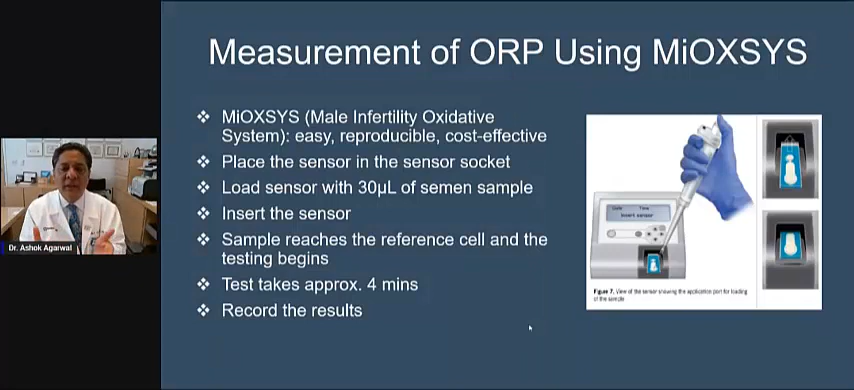 Measurement of ORP Using MiOXSYS
❖ MiOXSYS (Male Infertility Oxidative
System): easy, reproducible, cost-effective
❖ Place the sensor in the sensor socket
❖ Load sensor with 30µL of semen sample
❖ Insert the sensor
❖ Sample reaches the reference cell and the
testing begins
❖ Test takes approx. 4 mins
❖ Record the results
Insert sensor
Figure 7. View of the sensor showing the application port for loading
of the sample
Dr. Ashok Agarwal